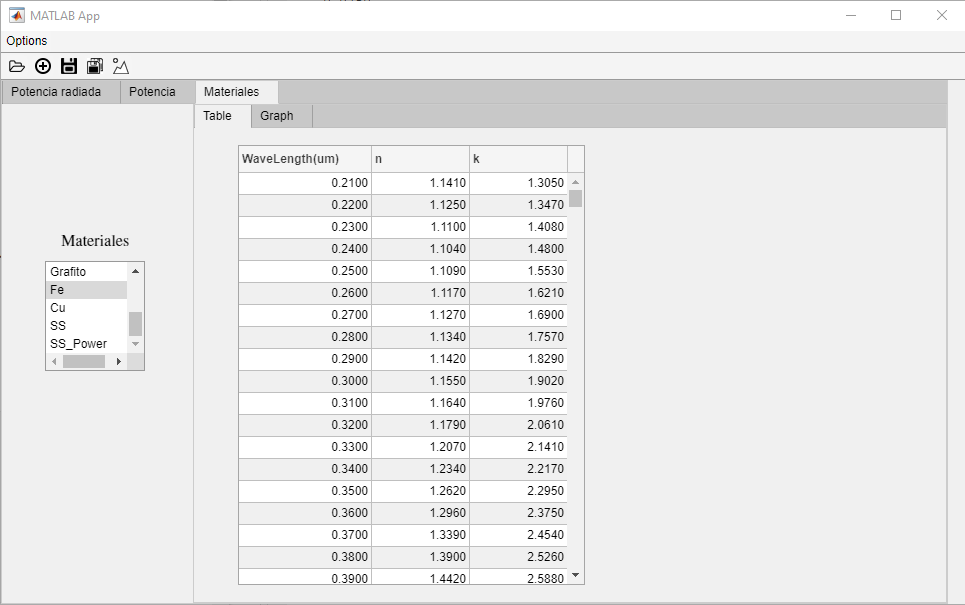 MATLAB App
Options
Potencia radiada Potencia Materiales
Table Graph
Materiales
Grafito
Fe
Cu
SS
SS_Power
WaveLength(um) n k
0.2100 1.1410 1.3050
0.2200 1.1250 1.3470
0.2300 1.1100 1.4080
0.2400 1.1040 1.4800
0.2500 1.1090 1.5530
0.2600 1.1170 1.6210
0.2700 1.1270 1.6900
0.2800 1.1340 1.7570
0.2900 1.1420 1.8290
0.3000 1.1550 1.9020
0.3100 1.1640 1.9760
0.3200 1.1790 2.0610
0.3300 1.2070 2.1410
0.3400 1.2340 2.2170
0.3500 1.2620 2.2950
0.3600 1.2960 2.3750
0.3700 1.3390 2.4540
0.3800 1.3900 2.5260
0.3900 1.4420 2.5880